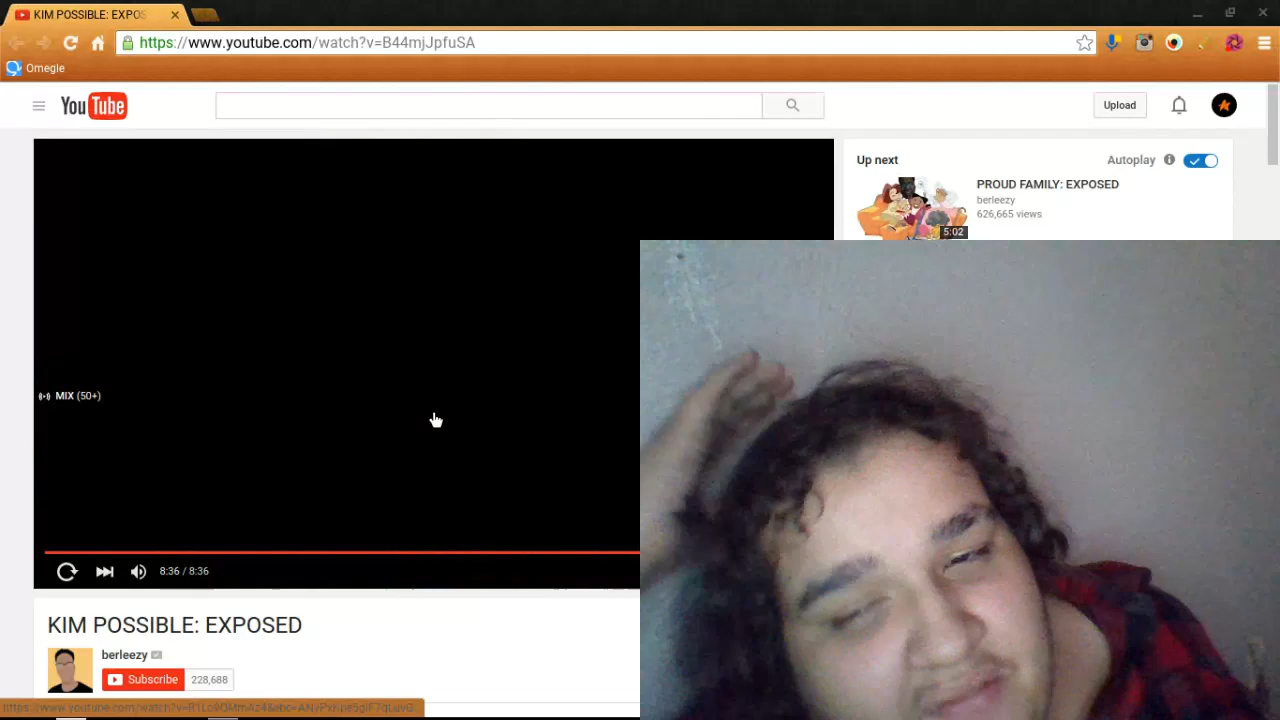 KIM POSSIBLE: EXPOS
https://www.youtube.com/watch?v=B44mjJpfuSA
Omegle
YouTube
Upload
Up next
Autoplay
PROUD FAMILY: EXPOSED
berleezy
626,665 views
5:02
MIX (50+)
8:36 / 8:36
KIM POSSIBLE: EXPOSED
berleezy
Subscribe
228,688